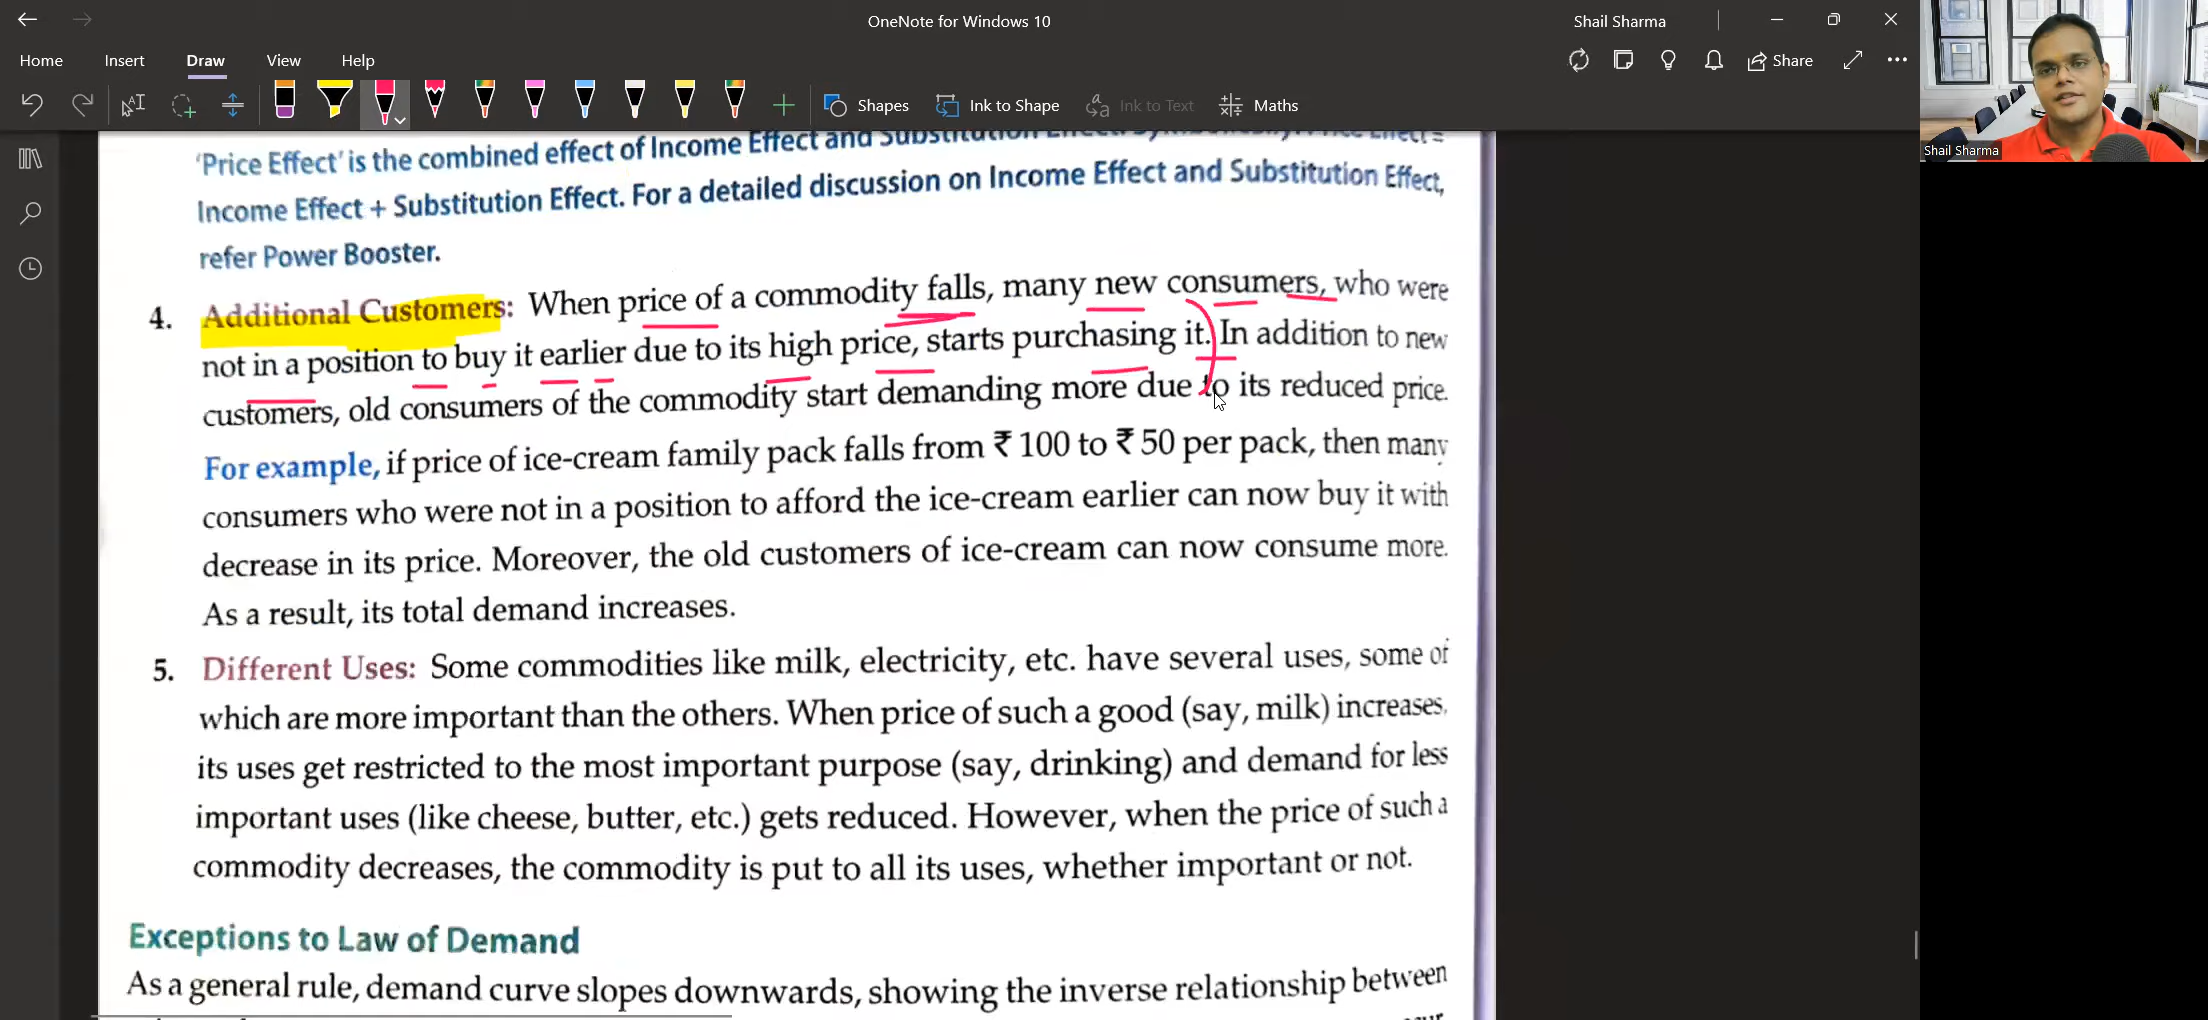 OneNote for Windows 10
Shail Sharma
Home Insert Draw View Help
Share
Shapes Ink to Shape Ink to Text Maths
Shail Sharma
'Price Effect' is the combined effect of Income Effect and Substitution Effect.
Income Effect + Substitution Effect. For a detailed discussion on Income Effect and Substitution Effect,
refer Power Booster.
4. Additional Customers: When price of a commodity falls, many new consumers, who were
not in a position to buy it earlier due to its high price, starts purchasing it. In addition to new
customers, old consumers of the commodity start demanding more due to its reduced price.
For example, if price of ice-cream family pack falls from ₹ 100 to ₹ 50 per pack, then many
consumers who were not in a position to afford the ice-cream earlier can now buy it with
decrease in its price. Moreover, the old customers of ice-cream can now consume more.
As a result, its total demand increases.
5. Different Uses: Some commodities like milk, electricity, etc. have several uses, some of
which are more important than the others. When price of such a good (say, milk) increases,
its uses get restricted to the most important purpose (say, drinking) and demand for less
important uses (like cheese, butter, etc.) gets reduced. However, when the price of such a
commodity decreases, the commodity is put to all its uses, whether important or not.
Exceptions to Law of Demand
As a general rule, demand curve slopes downwards, showing the inverse relationship between